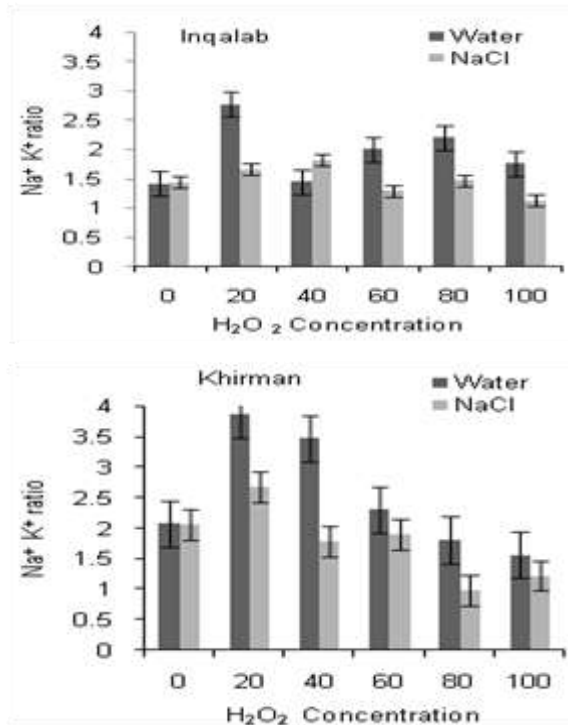 Inqalab
Water
NaCl
Na⁺ K⁺ ratio
4
3.5
3
2.5
2
1.5
1
0.5
0
0 20 40 60 80 100
H₂O ₂ Concentration
Khirman
Water
NaCl
Na⁺ K⁺ ratio
4
3.5
3
2.5
2
1.5
1
0.5
0
0 20 40 60 80 100
H₂O₂ Concentration